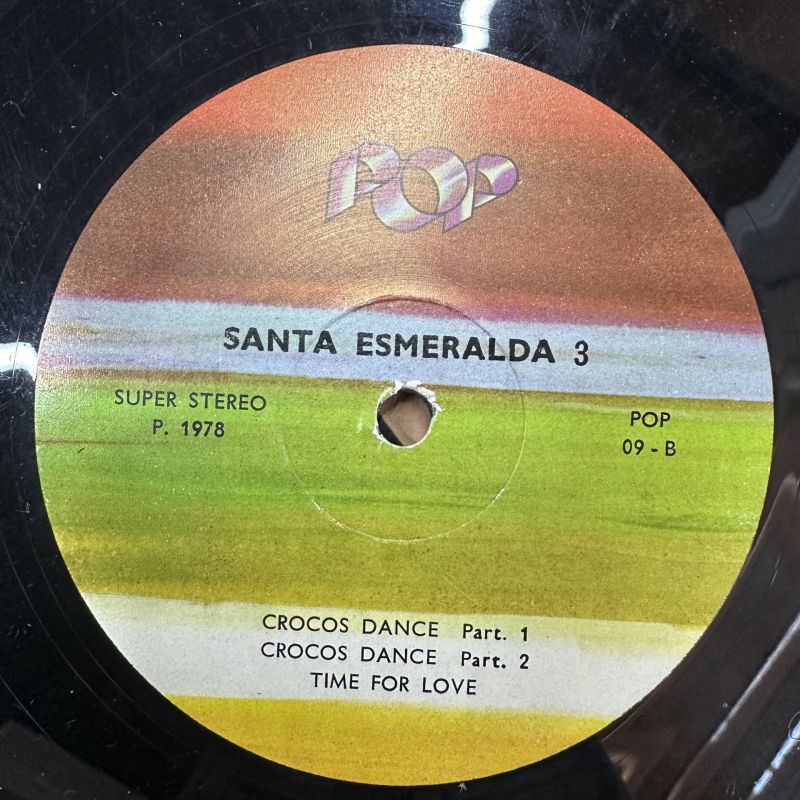 POP
SANTA ESMERALDA 3
SUPER STEREO
P. 1978
POP
09 - B
CROCOS DANCE Part. 1
CROCOS DANCE Part. 2
TIME FOR LOVE